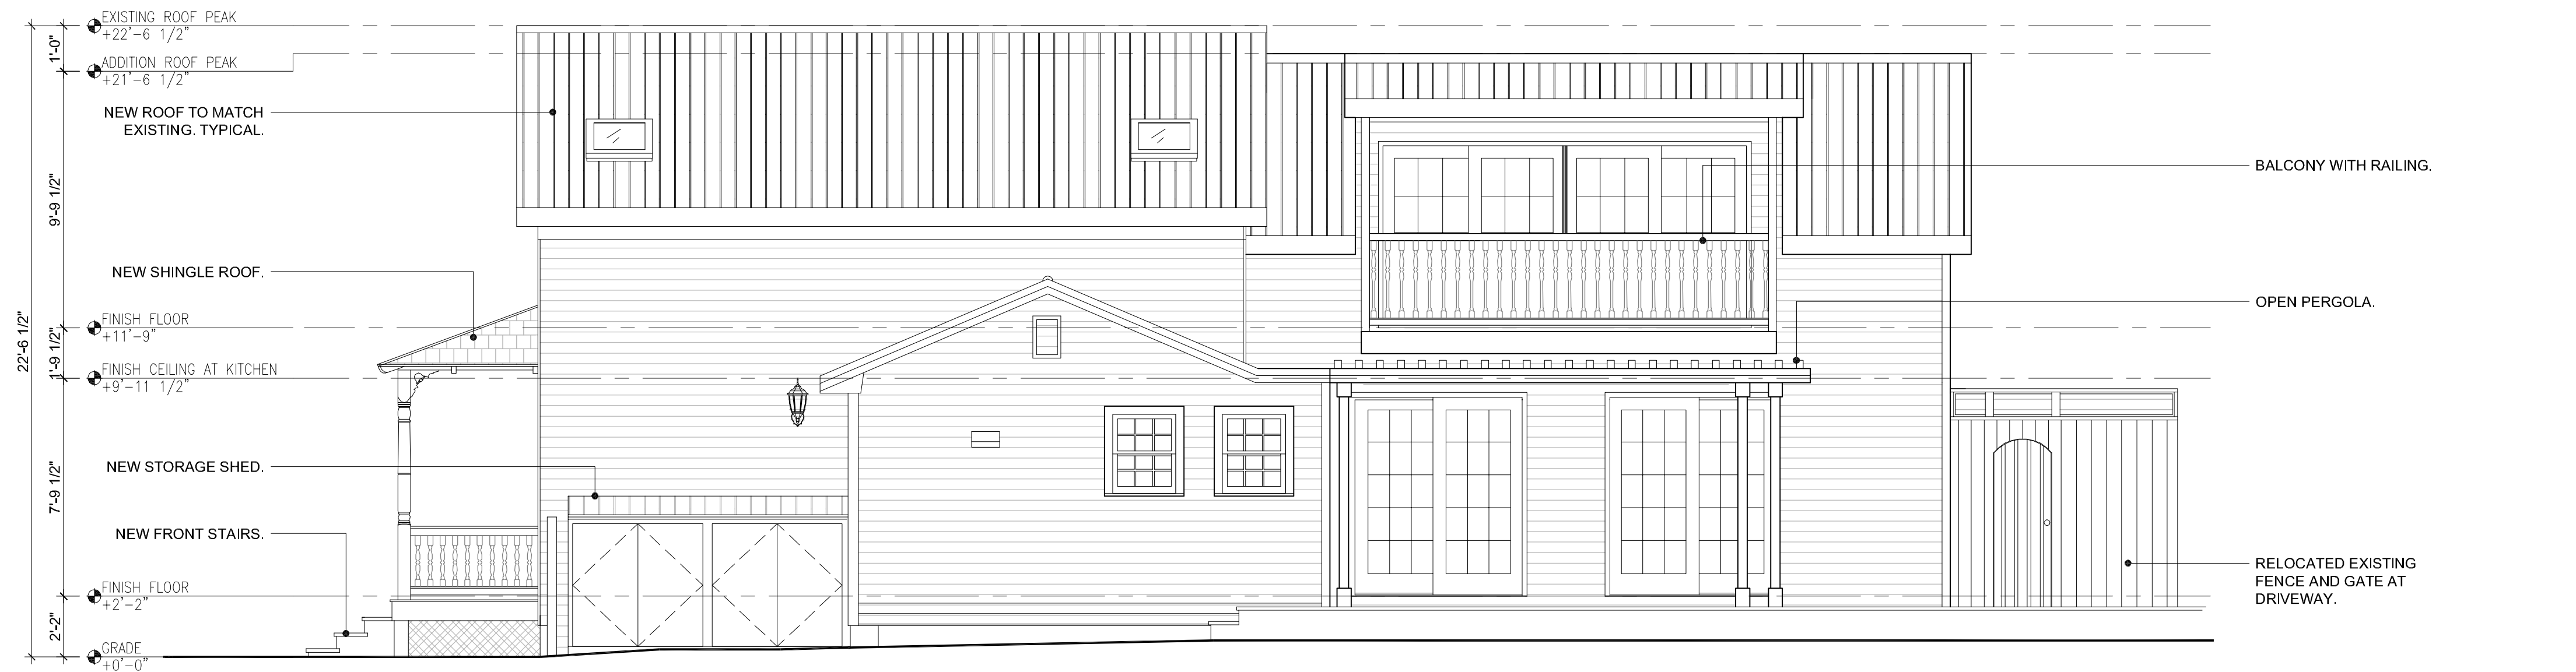 EXISTING ROOF PEAK
+22'-6 1/2"
ADDITION ROOF PEAK
+21'-6 1/2"
NEW ROOF TO MATCH
EXISTING. TYPICAL.
NEW SHINGLE ROOF.
FINISH FLOOR
+11'-9"
FINISH CEILING AT KITCHEN
+9'-11 1/2"
NEW STORAGE SHED.
NEW FRONT STAIRS.
FINISH FLOOR
+2'-2"
GRADE
+0'-0"
22'-6 1/2"
1'-0"
9'-9 1/2"
1'-9 1/2"
7'-9 1/2"
2'-2"
BALCONY WITH RAILING.
OPEN PERGOLA.
RELOCATED EXISTING
FENCE AND GATE AT
DRIVEWAY.